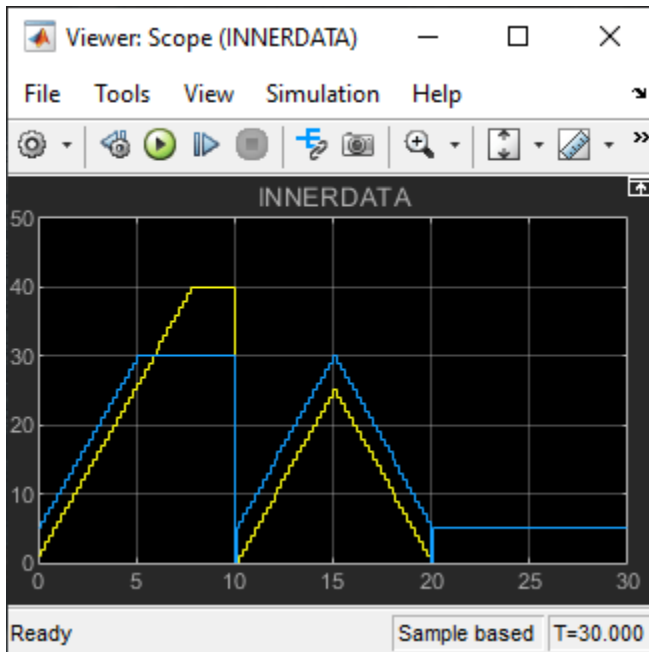 Viewer: Scope (INNERDATA)
File Tools View Simulation Help
INNERDATA
50
40
30
20
10
0
0 5 10 15 20 25 30
Ready Sample based T=30.000